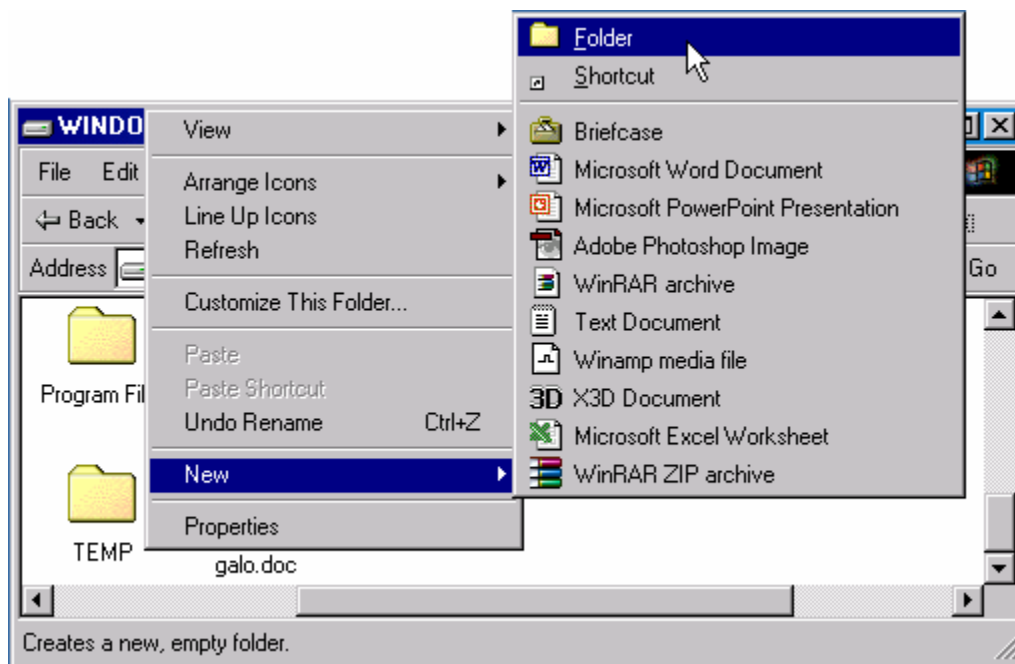 Folder
Shortcut
Briefcase
Microsoft Word Document
Microsoft PowerPoint Presentation
Adobe Photoshop Image
WinRAR archive
Text Document
Winamp media file
3D X3D Document
Microsoft Excel Worksheet
WinRAR ZIP archive
WINDO
File Edit
Back
Address
Go
View
Arrange Icons
Line Up Icons
Refresh
Customize This Folder...
Paste
Paste Shortcut
Undo Rename Ctrl+Z
New
Properties
Program Fil
TEMP
galo.doc
Creates a new, empty folder.